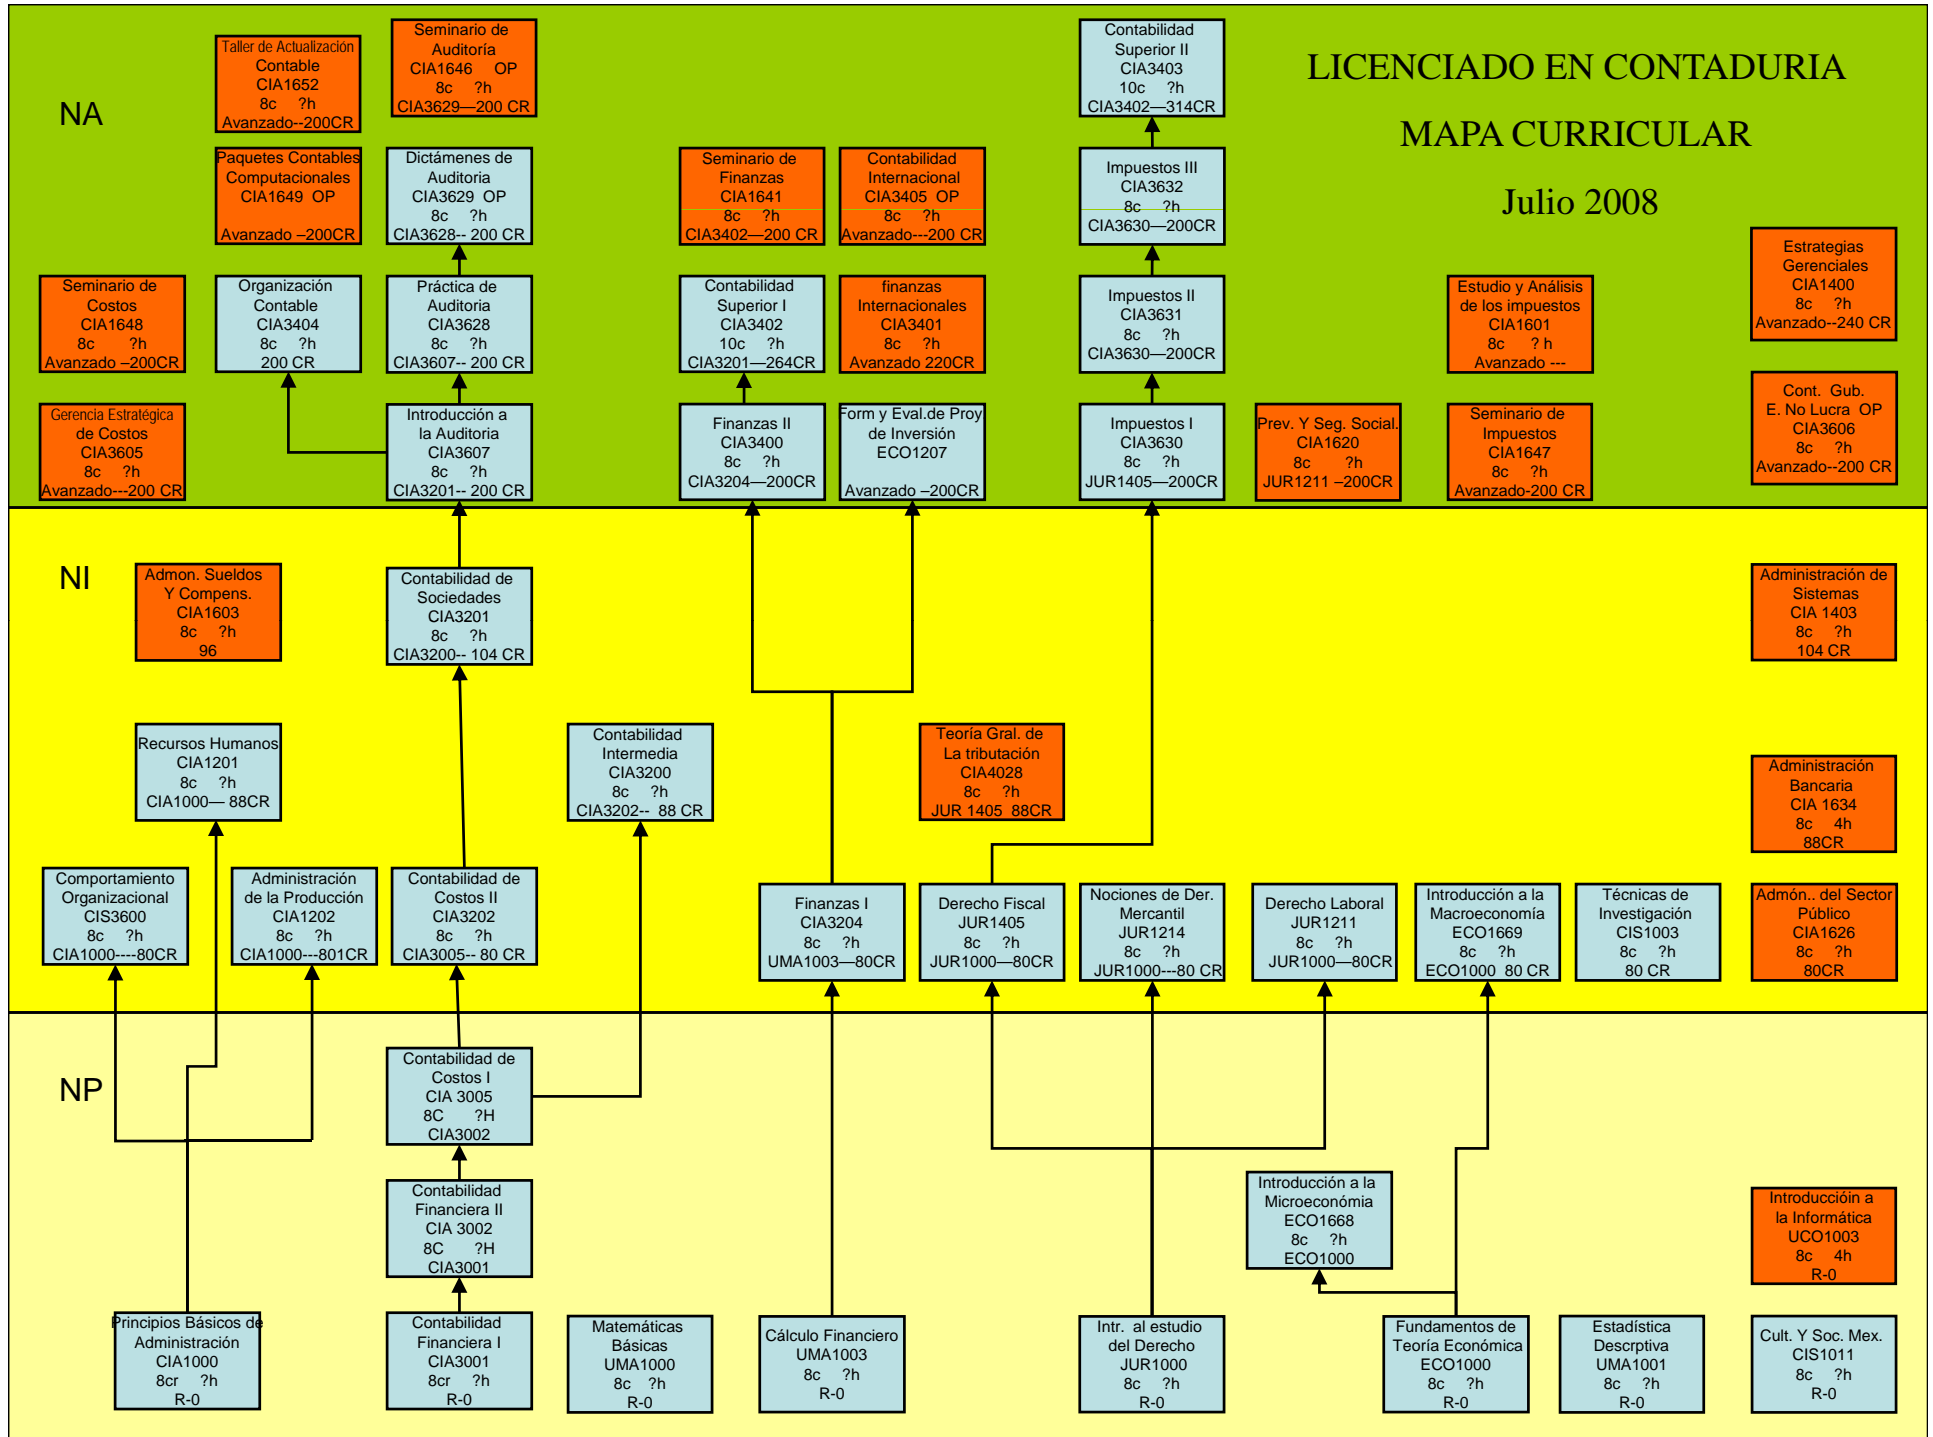 LICENCIADO EN CONTADURIA
MAPA CURRICULAR
Julio 2008
NA
Taller de Actualización
Contable
CIA1652
8c ?h
Avanzado--200CR
Seminario de
Auditoría
CIA1646 OP
8c ?h
CIA3629—200 CR
Contabilidad
Superior II
CIA3403
10c ?h
CIA3402—314CR
Paquetes Contables
Computacionales
CIA1649 OP
Avanzado –200CR
Dictámenes de
Auditoria
CIA3629 OP
8c ?h
CIA3628-- 200 CR
Seminario de
Finanzas
CIA1641
8c ?h
CIA3402—200 CR
Contabilidad
Internacional
CIA3405 OP
8c ?h
Avanzado---200 CR
Impuestos III
CIA3632
8c ?h
CIA3630—200CR
Estrategias
Gerenciales
CIA1400
8c ?h
Avanzado--240 CR
Seminario de
Costos
CIA1648
8c ?h
Avanzado –200CR
Organización
Contable
CIA3404
8c ?h
200 CR
Práctica de
Auditoria
CIA3628
8c ?h
CIA3607-- 200 CR
Contabilidad
Superior I
CIA3402
10c ?h
CIA3201—264CR
finanzas
Internacionales
CIA3401
8c ?h
Avanzado 220CR
Impuestos II
CIA3631
8c ?h
CIA3630—200CR
Estudio y Análisis
de los impuestos
CIA1601
8c ? h
Avanzado ---
Gerencia Estratégica
de Costos
CIA3605
8c ?h
Avanzado---200 CR
Introducción a
la Auditoria
CIA3607
8c ?h
CIA3201-- 200 CR
Finanzas II
CIA3400
8c ?h
CIA3204—200CR
Form y Eval.de Proy
de Inversión
ECO1207
Avanzado –200CR
Impuestos I
CIA3630
8c ?h
JUR1405—200CR
Prev. Y Seg. Social.
CIA1620
8c ?h
JUR1211 –200CR
Seminario de
Impuestos
CIA1647
8c ?h
Avanzado-200 CR
Cont. Gub.
E. No Lucra OP
CIA3606
8c ?h
Avanzado--200 CR
NI
Admon. Sueldos
Y Compens.
CIA1603
8c ?h
96
Contabilidad de
Sociedades
CIA3201
8c ?h
CIA3200-- 104 CR
Administración de
Sistemas
CIA 1403
8c ?h
104 CR
Recursos Humanos
CIA1201
8c ?h
CIA1000— 88CR
Contabilidad
Intermedia
CIA3200
8c ?h
CIA3202-- 88 CR
Teoría Gral. de
La tributación
CIA4028
8c ?h
JUR 1405 88CR
Administración
Bancaria
CIA 1634
8c 4h
88CR
Comportamiento
Organizacional
CIS3600
8c ?h
CIA1000----80CR
Administración
de la Producción
CIA1202
8c ?h
CIA1000---801CR
Contabilidad de
Costos II
CIA3202
8c ?h
CIA3005-- 80 CR
Finanzas I
CIA3204
8c ?h
UMA1003—80CR
Derecho Fiscal
JUR1405
8c ?h
JUR1000—80CR
Nociones de Der.
Mercantil
JUR1214
8c ?h
JUR1000---80 CR
Derecho Laboral
JUR1211
8c ?h
JUR1000—80CR
Introducción a la
Macroeconomía
ECO1669
8c ?h
ECO1000 80 CR
Técnicas de
Investigación
CIS1003
8c ?h
80 CR
Admón.. del Sector
Público
CIA1626
8c ?h
80CR
NP
Contabilidad de
Costos I
CIA 3005
8C ?H
CIA3002
Contabilidad
Financiera II
CIA 3002
8C ?H
CIA3001
Introducción a la
Microeconómia
ECO1668
8c ?h
ECO1000
Introduccióin a
la Informática
UCO1003
8c 4h
R-0
Principios Básicos de
Administración
CIA1000
8cr ?h
R-0
Contabilidad
Financiera I
CIA3001
8cr ?h
R-0
Matemáticas
Básicas
UMA1000
8c ?h
R-0
Cálculo Financiero
UMA1003
8c ?h
R-0
Intr. al estudio
del Derecho
JUR1000
8c ?h
R-0
Fundamentos de
Teoría Económica
ECO1000
8c ?h
R-0
Estadística
Descrptiva
UMA1001
8c ?h
R-0
Cult. Y Soc. Mex.
CIS1011
8c ?h
R-0